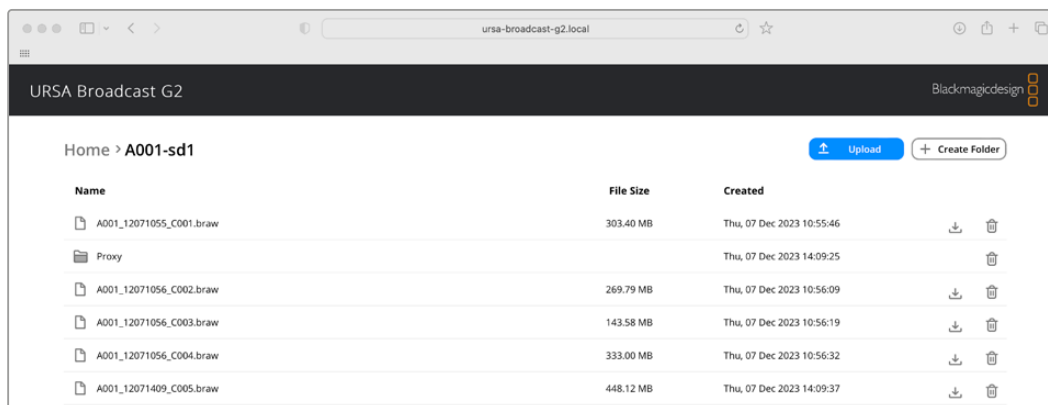 ursa-broadcast-g2.local
URSA Broadcast G2
Blackmagicdesign
Home > A001-sd1
Upload
+ Create Folder
Name File Size Created
A001_12071055_C001.braw 303.40 MB Thu, 07 Dec 2023 10:55:46
Proxy Thu, 07 Dec 2023 14:09:25
A001_12071056_C002.braw 269.79 MB Thu, 07 Dec 2023 10:56:09
A001_12071056_C003.braw 143.58 MB Thu, 07 Dec 2023 10:56:19
A001_12071056_C004.braw 333.00 MB Thu, 07 Dec 2023 10:56:32
A001_12071409_C005.braw 448.12 MB Thu, 07 Dec 2023 14:09:37